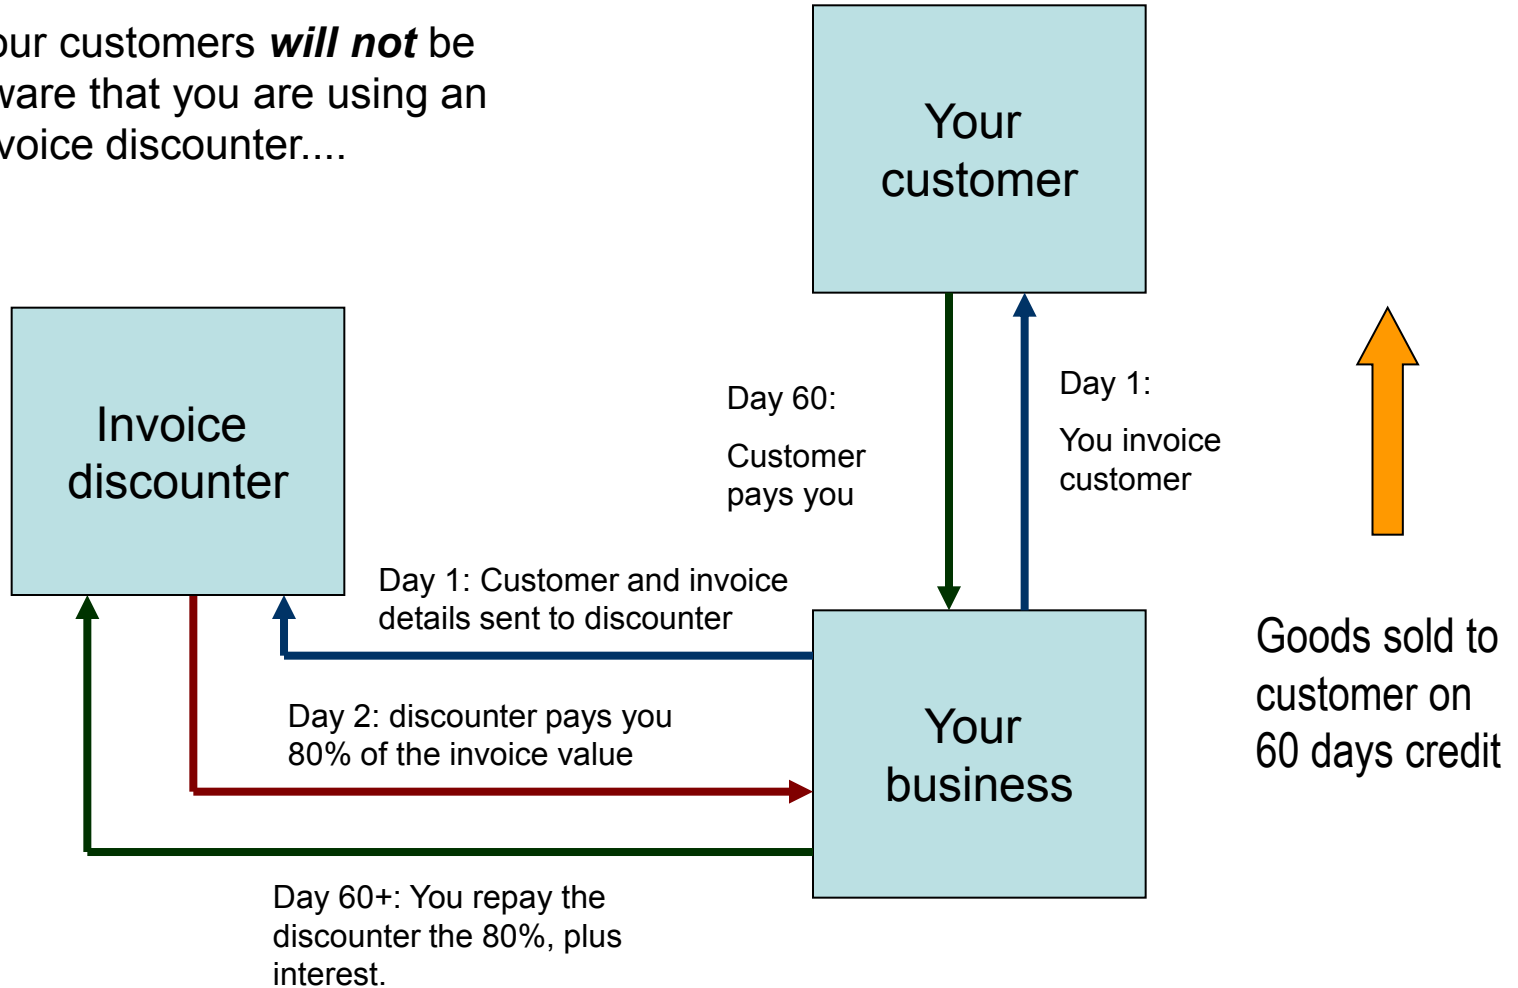 our customers will not be
ware that you are using an
voice discounter....
Your
customer
Invoice
discounter
Day 60:
Customer
pays you
Day 1:
You invoice
customer
Day 1: Customer and invoice
details sent to discounter
Day 2: discounter pays you
80% of the invoice value
Your
business
Goods sold to
customer on
60 days credit
Day 60+: You repay the
discounter the 80%, plus
interest.